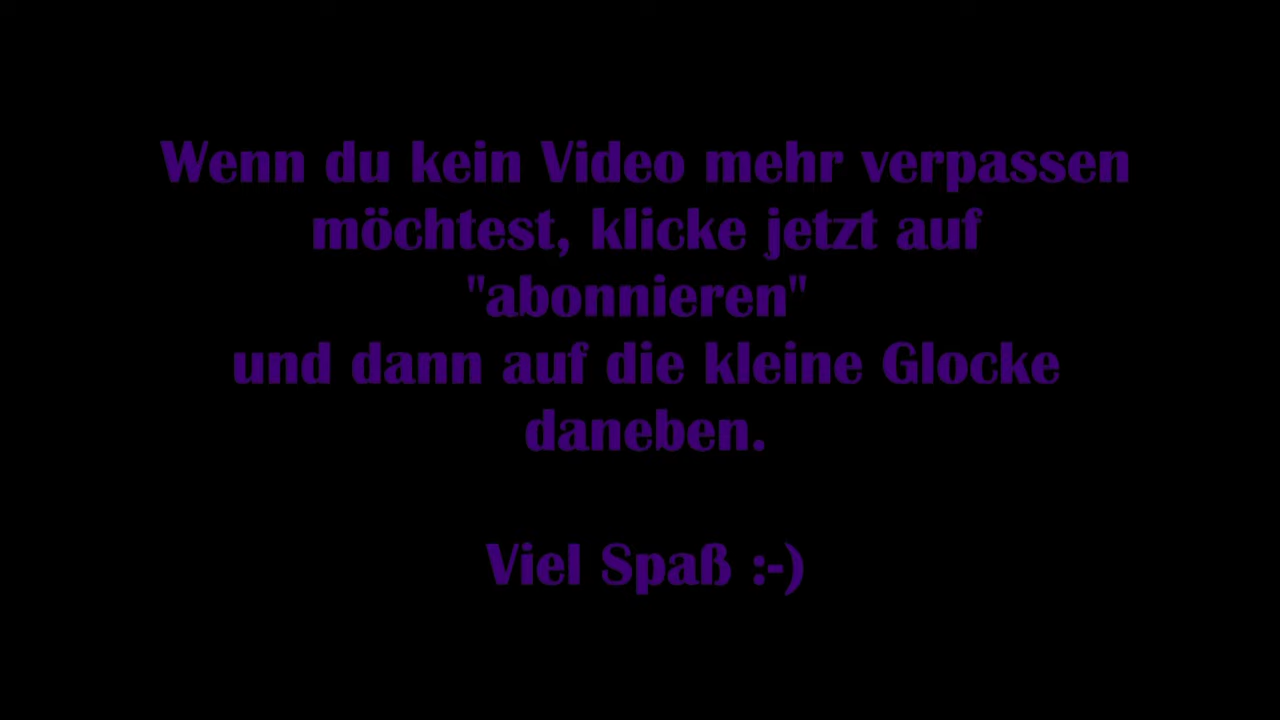 Wenn du kein Video mehr verpassen
möchtest, klicke jetzt auf
"abonnieren"
und dann auf die kleine Glocke
daneben.
Viel Spaß :-)